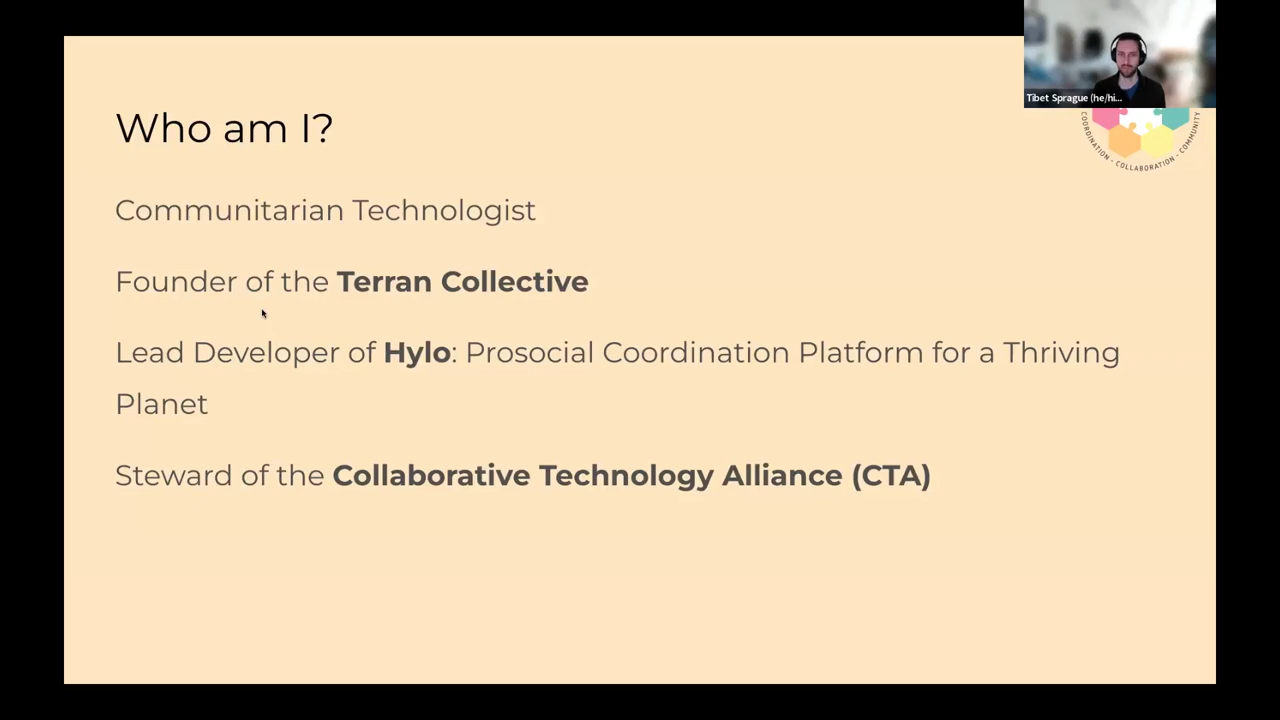 Tibet Sprague (he/hi...
COORDINATION - COLLABORATION - COMMUNITY
Who am I?
Communitarian Technologist
Founder of the Terran Collective
Lead Developer of Hylo: Prosocial Coordination Platform for a Thriving
Planet
Steward of the Collaborative Technology Alliance (CTA)